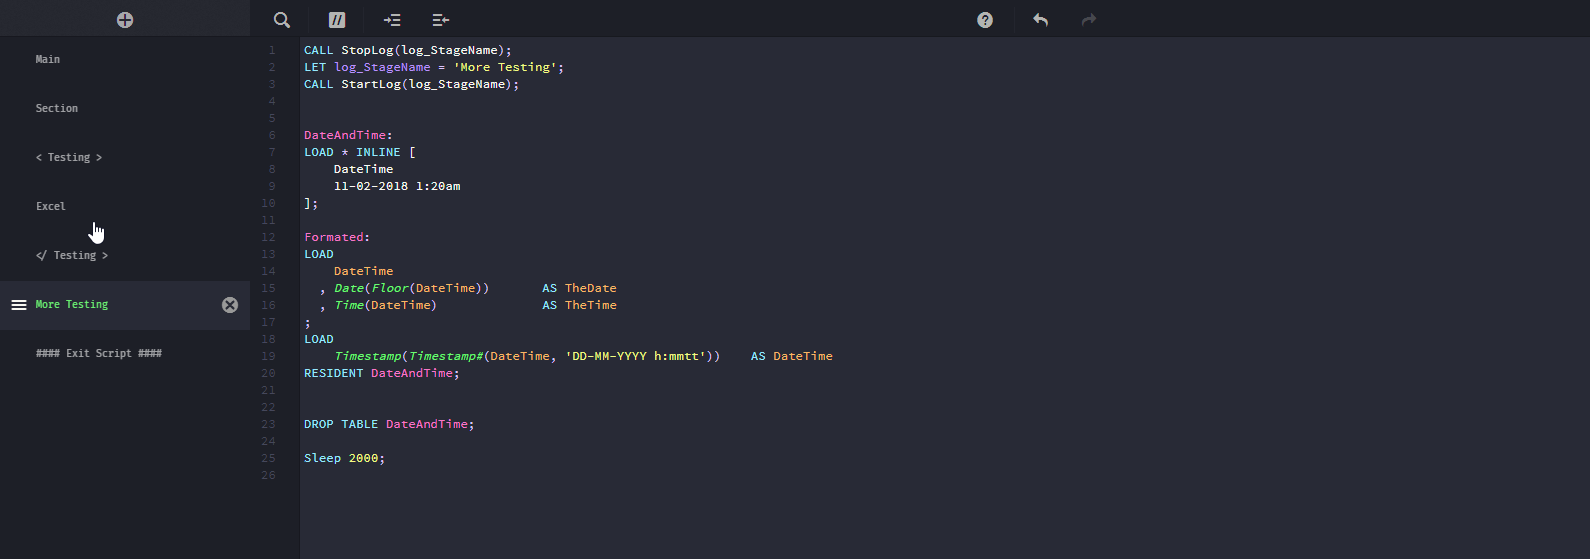 //
?
Main
Section
< Testing >
Excel
</ Testing >
More Testing
#### Exit Script ####
1 CALL StopLog(log_StageName);
2 LET log_StageName = 'More Testing';
3 CALL StartLog(log_StageName);
4
5
6 DateAndTime:
7 LOAD * INLINE [
8 DateTime
9 11-02-2018 1:20am
10 ];
11
12 Formated:
13 LOAD
14 DateTime
15 , Date(Floor(DateTime)) AS TheDate
16 , Time(DateTime) AS TheTime
17 ;
18 LOAD
19 Timestamp(Timestamp#(DateTime, 'DD-MM-YYYY h:mmtt')) AS DateTime
20 RESIDENT DateAndTime;
21
22
23 DROP TABLE DateAndTime;
24
25 Sleep 2000;
26